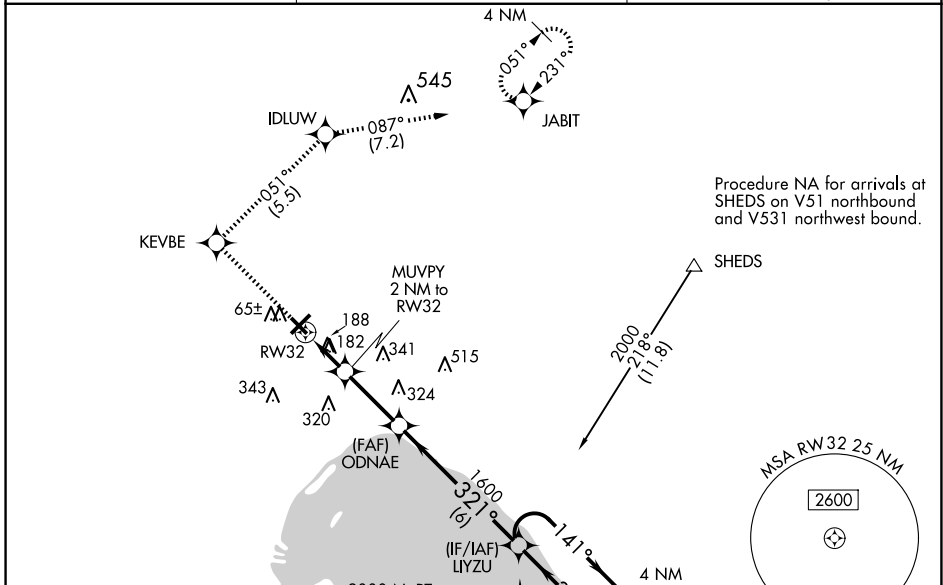 4 NM
051°
231°
JABIT
545
IDLUW
087°
(7.2)
051°
(5.5)
Procedure NA for arrivals at
SHEDS on V51 northbound
and V531 northwest bound.
KEVBE
SHEDS
MUVPY
2 NM to
RW32
65±
188
RW32
182
341
515
2000
218°
(11.8)
343
324
320
(FAF)
ODNAE
1600
321°
(6)
MSA RW32 25 NM
2600
141°
(IF/IAF)
LIYZU
4 NM